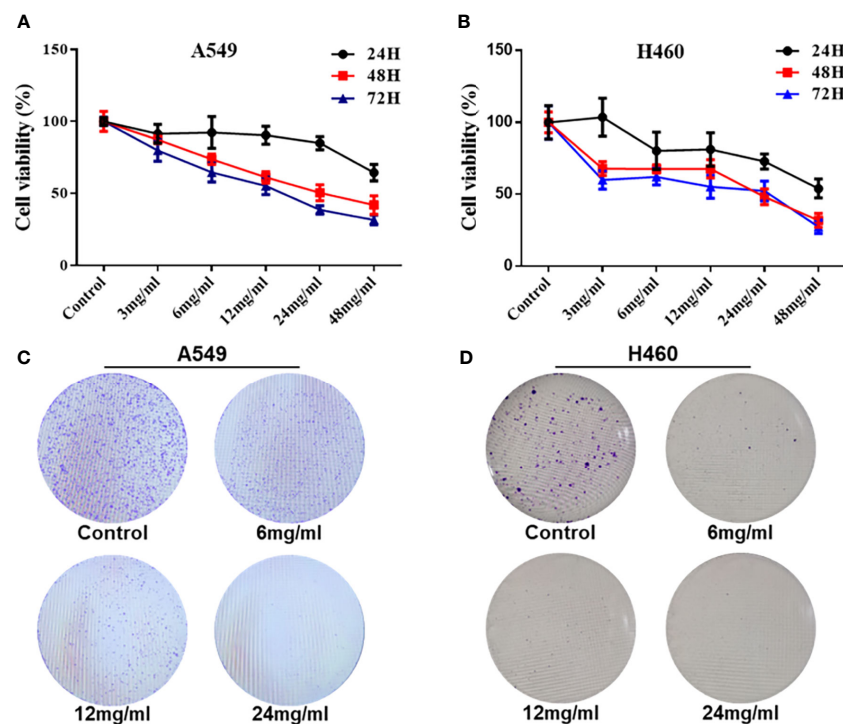 A
A549
24H
48H
72H
Cell viability (%)
150
100
50
0
Control
3mg/ml
6mg/ml
12mg/ml
24mg/ml
48mg/ml
B
H460
24H
48H
72H
Cell viability (%)
150
100
50
0
Control
3mg/ml
6mg/ml
12mg/ml
24mg/ml
48mg/ml
C
A549
Control
6mg/ml
12mg/ml
24mg/ml
D
H460
Control
6mg/ml
12mg/ml
24mg/ml